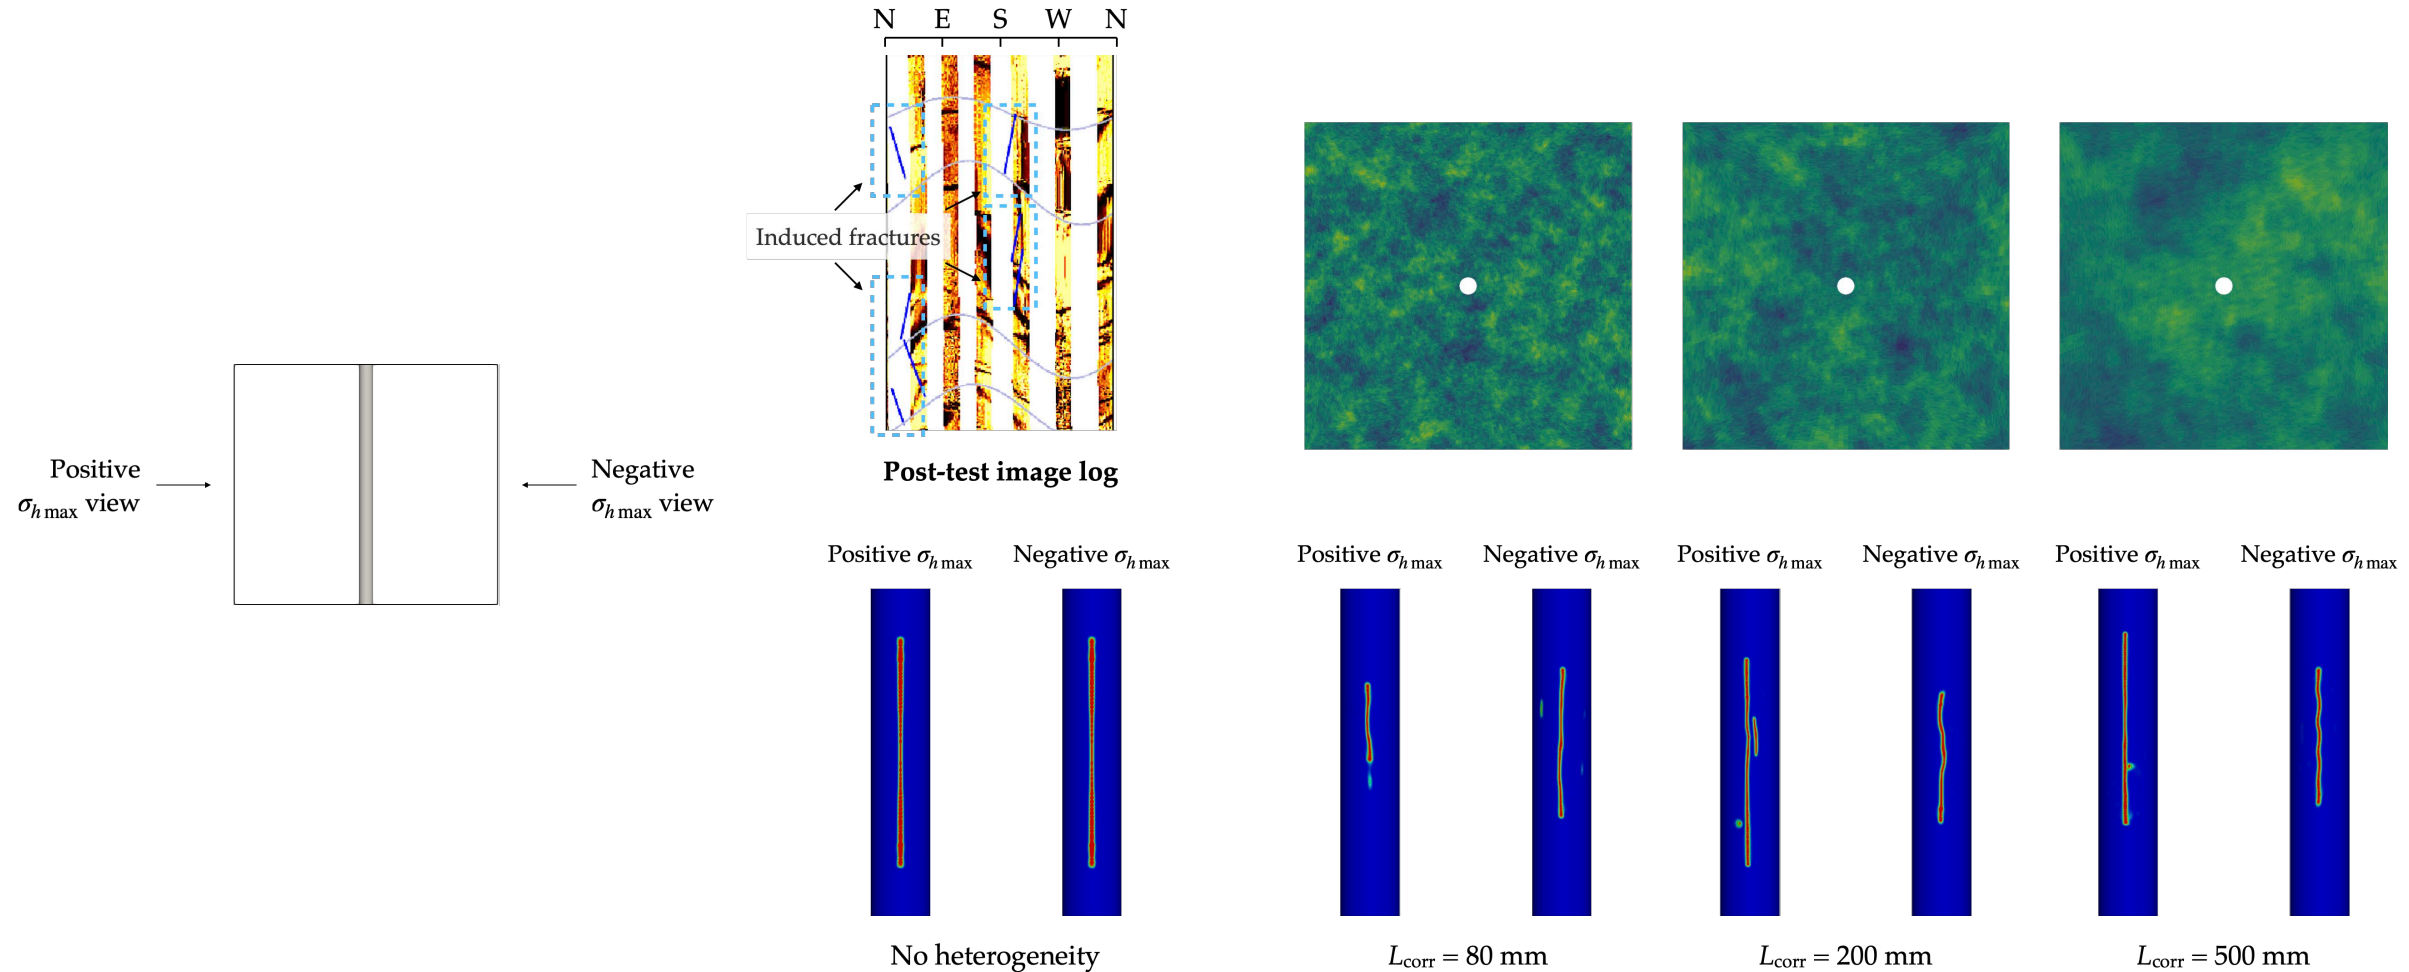 N E S W N
Induced fractures
Post-test image log
Positive
σh max view
Negative
σh max view
Positive σh max
Negative σh max
Positive σh max
Negative σh max
Positive σh max
Negative σh max
Positive σh max
Negative σh max
No heterogeneity
Lcorr = 80 mm
Lcorr = 200 mm
Lcorr = 500 mm